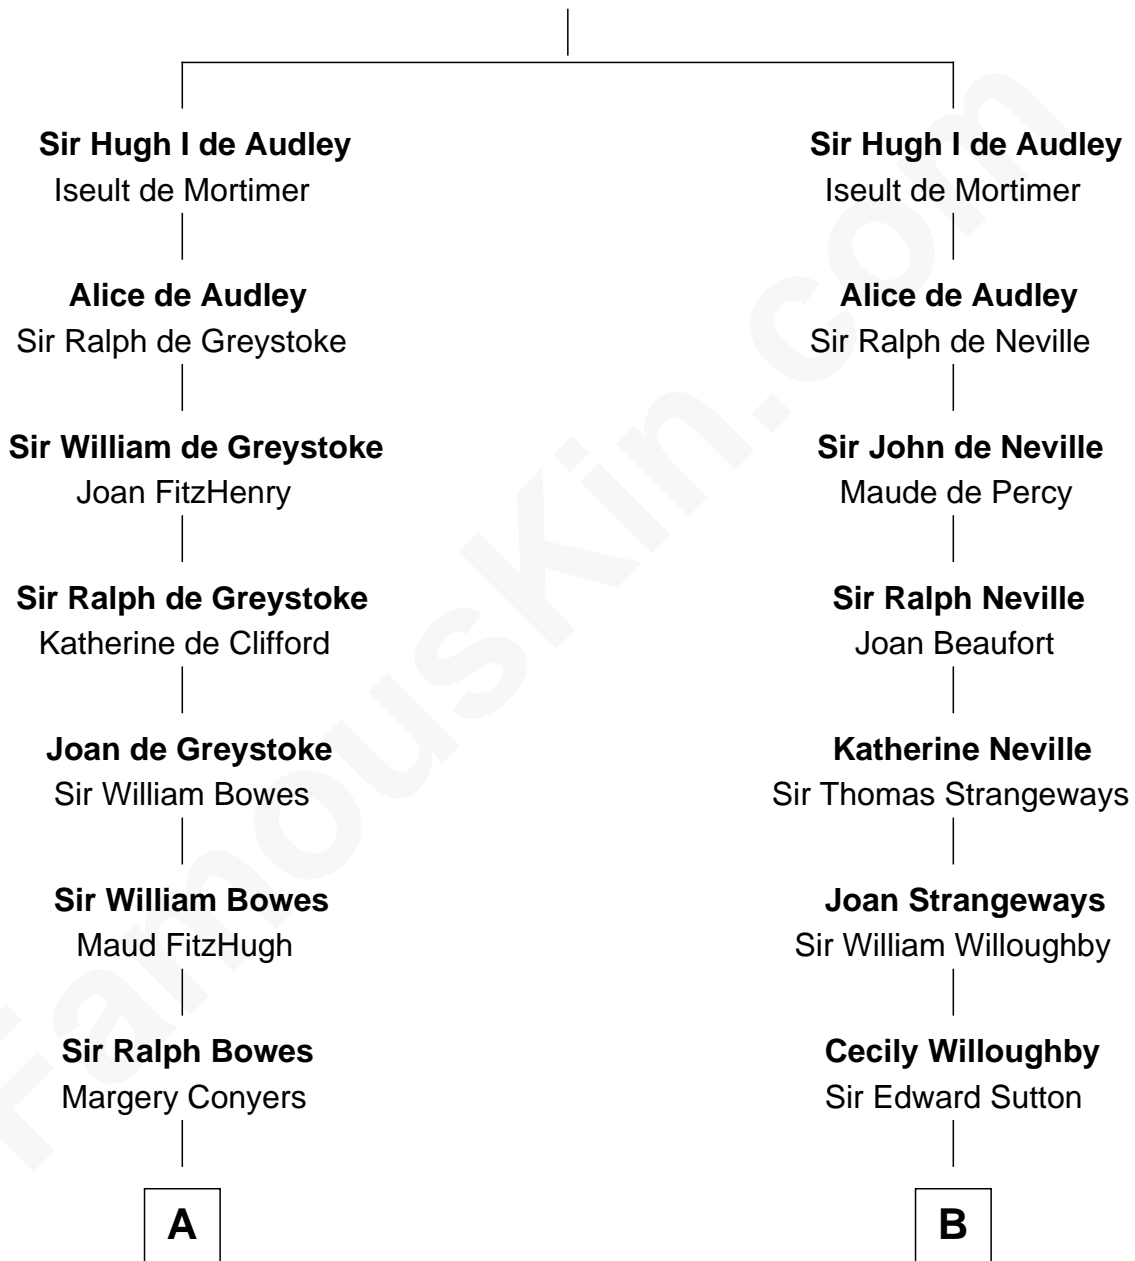 Sir Hugh I de Audley
Iseult de Mortimer
Alice de Audley
Sir Ralph de Greystoke
Sir William de Greystoke
Joan FitzHenry
Sir Ralph de Greystoke
Katherine de Clifford
Joan de Greystoke
Sir William Bowes
Sir William Bowes
Maud FitzHugh
Sir Ralph Bowes
Margery Conyers
A
Sir Hugh I de Audley
Iseult de Mortimer
Alice de Audley
Sir Ralph de Neville
Sir John de Neville
Maude de Percy
Sir Ralph Neville
Joan Beaufort
Katherine Neville
Sir Thomas Strangeways
Joan Strangeways
Sir William Willoughby
Cecily Willoughby
Sir Edward Sutton
B
FamousKin.com